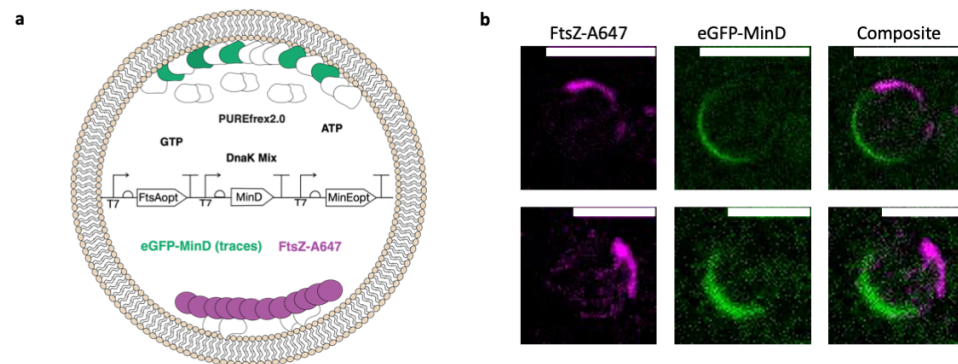 a
PUREfrex2.0
GTP
ATP
DnaK Mix
FtsAopt MinD MinEopt
T7 T7 T7
eGFP-MinD (traces) FtsZ-A647
b
FtsZ-A647 eGFP-MinD Composite